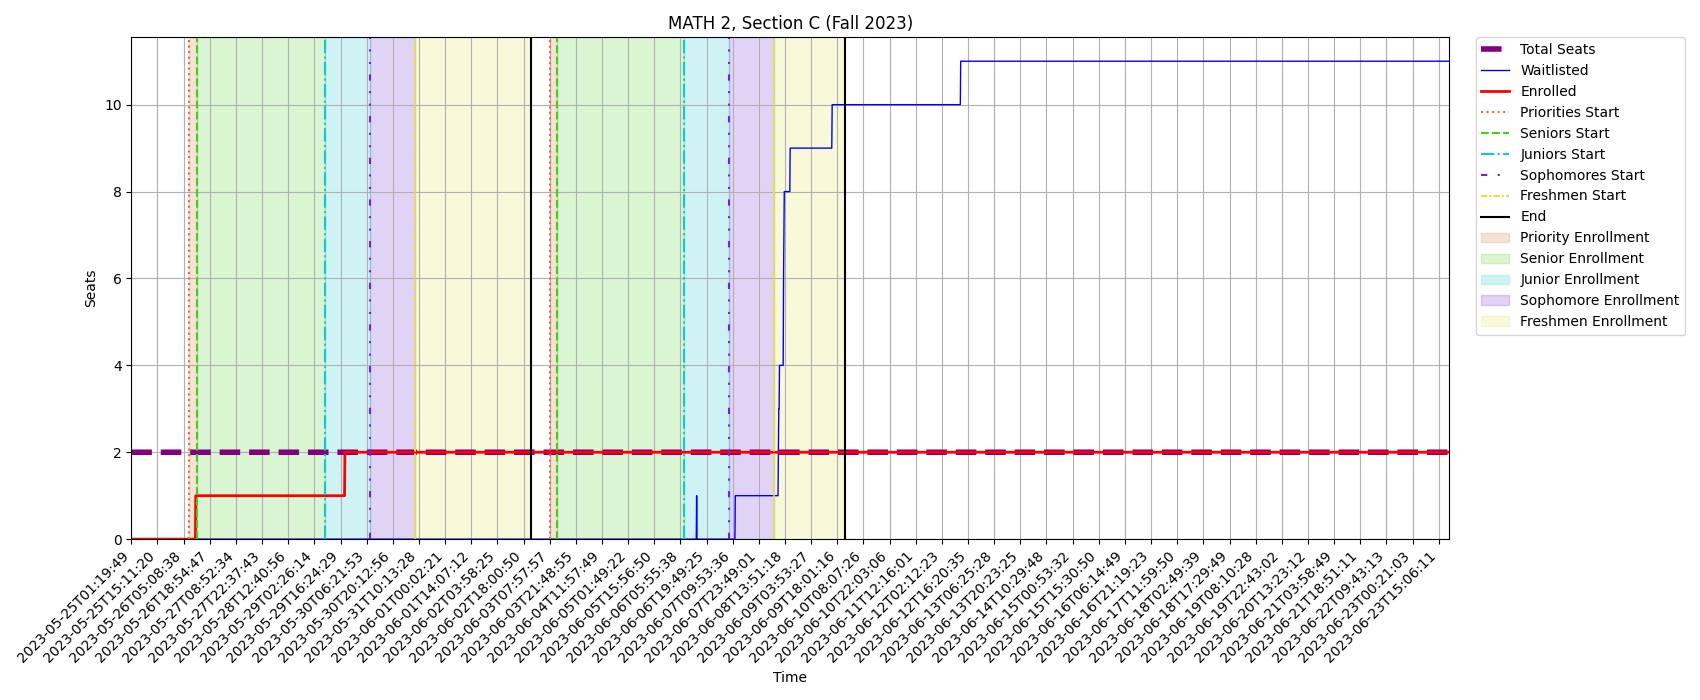 MATH 2, Section C (Fall 2023)
Seats
10
8
6
4
2
0
2023-05-25T01:19:49
2023-05-25T15:11:20
2023-05-26T05:08:38
2023-05-26T18:54:47
2023-05-27T08:52:34
2023-05-27T22:37:43
2023-05-28T12:40:56
2023-05-29T02:26:14
2023-05-29T16:24:29
2023-05-30T06:21:53
2023-05-30T20:12:56
2023-05-31T10:13:28
2023-06-01T00:02:21
2023-06-01T14:07:12
2023-06-02T03:58:25
2023-06-02T18:00:50
2023-06-03T07:57:57
2023-06-03T21:48:55
2023-06-04T11:57:49
2023-06-05T01:49:22
2023-06-05T15:56:50
2023-06-06T05:55:38
2023-06-06T19:49:25
2023-06-07T09:53:36
2023-06-07T23:49:01
2023-06-08T13:51:18
2023-06-09T03:53:27
2023-06-09T18:01:16
2023-06-10T08:07:26
2023-06-10T22:03:06
2023-06-11T12:16:01
2023-06-12T02:12:23
2023-06-12T16:20:35
2023-06-13T06:25:28
2023-06-13T20:23:25
2023-06-14T10:29:48
2023-06-15T00:53:32
2023-06-15T15:30:50
2023-06-16T06:14:49
2023-06-16T21:19:23
2023-06-17T11:59:50
2023-06-18T02:49:39
2023-06-18T17:29:49
2023-06-19T08:10:28
2023-06-19T22:43:02
2023-06-20T13:23:12
2023-06-21T03:58:49
2023-06-21T18:51:11
2023-06-22T09:43:13
2023-06-23T00:21:03
2023-06-23T15:06:11
Time
Total Seats
Waitlisted
Enrolled
Priorities Start
Seniors Start
Juniors Start
Sophomores Start
Freshmen Start
End
Priority Enrollment
Senior Enrollment
Junior Enrollment
Sophomore Enrollment
Freshmen Enrollment